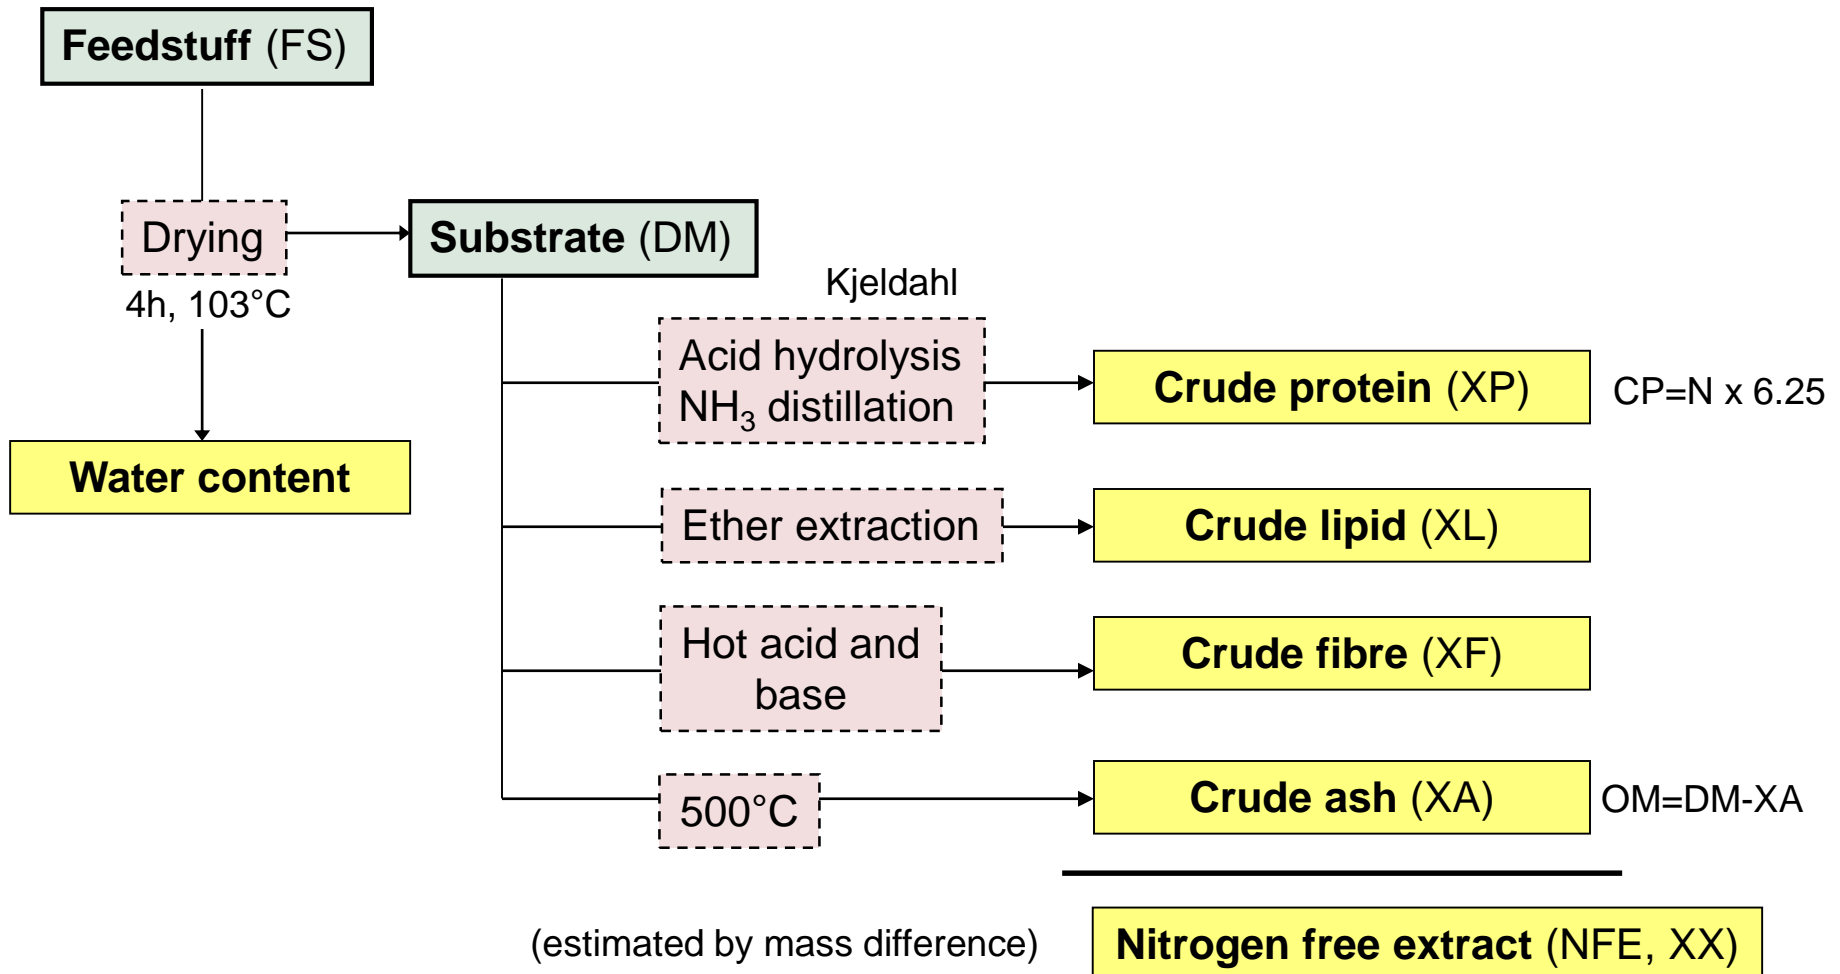 Feedstuff (FS)
Drying
4h, 103°C
Water content
Substrate (DM)
Kjeldahl
Acid hydrolysis
NH₃ distillation
Crude protein (XP)
CP=N x 6.25
Ether extraction
Crude lipid (XL)
Hot acid and
base
Crude fibre (XF)
500°C
Crude ash (XA)
OM=DM-XA
(estimated by mass difference)
Nitrogen free extract (NFE, XX)